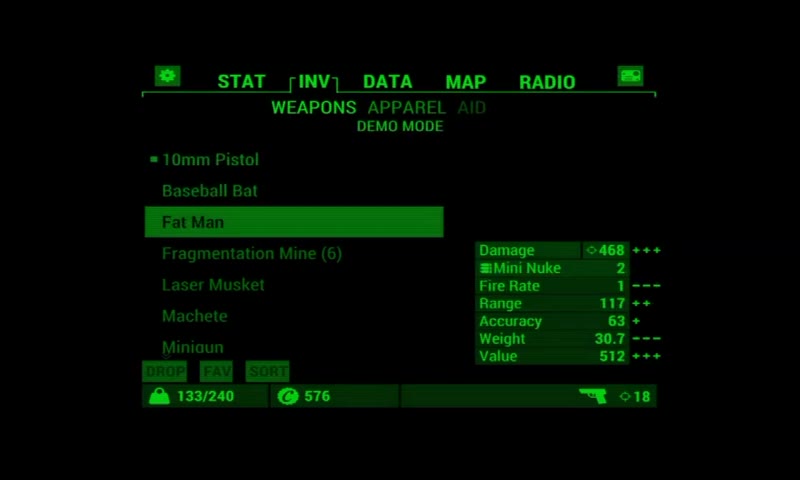 STAT INV DATA MAP RADIO
WEAPONS APPAREL AID
DEMO MODE
10mm Pistol
Baseball Bat
Fat Man
Fragmentation Mine (6)
Laser Musket
Machete
Minigun
Damage 468 +++
Mini Nuke 2
Fire Rate 1 ---
Range 117 ++
Accuracy 63 +
Weight 30.7 ---
Value 512 +++
DROP FAV SORT
133/240 576 18